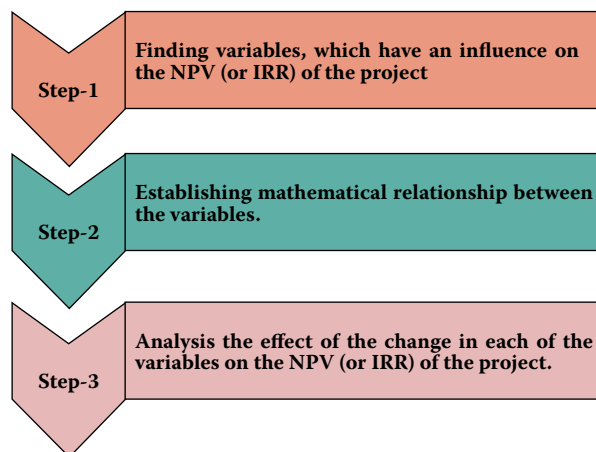 Step-1
Finding variables, which have an influence on
the NPV (or IRR) of the project
Step-2
Establishing mathematical relationship between
the variables.
Step-3
Analysis the effect of the change in each of the
variables on the NPV (or IRR) of the project.